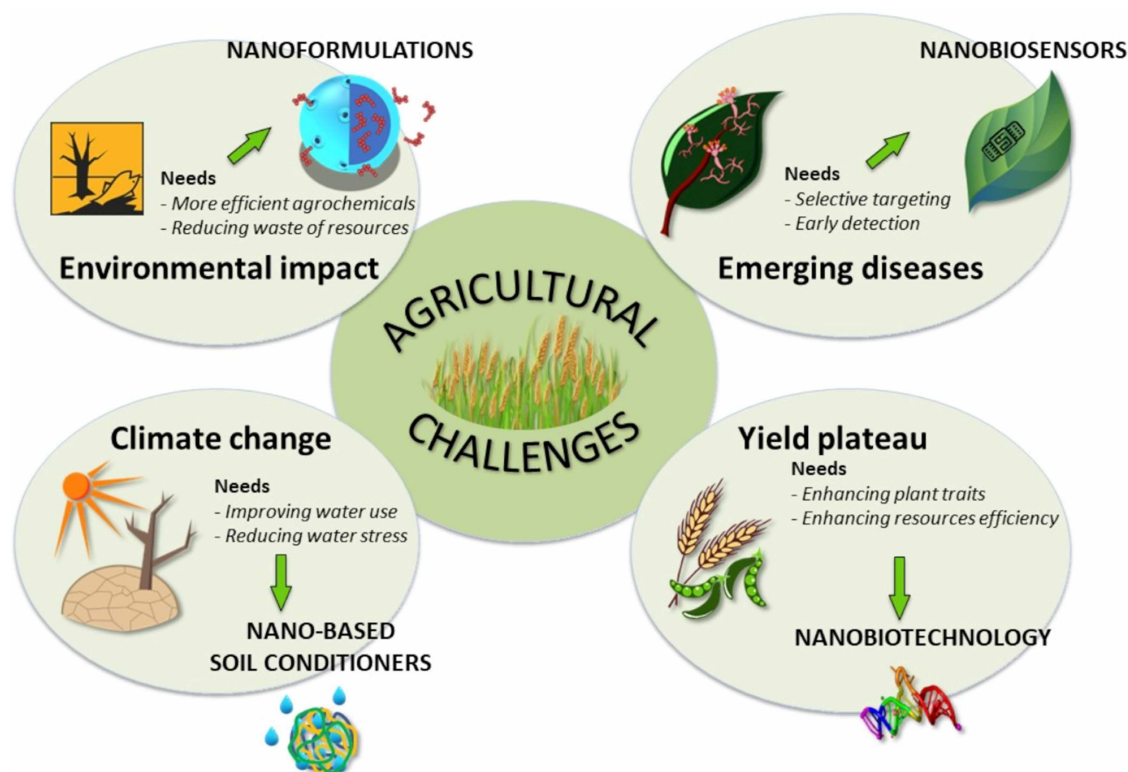 NANOFORMULATIONS
Needs
- More efficient agrochemicals
- Reducing waste of resources
Environmental impact
NANOBIOSENSORS
Needs
- Selective targeting
- Early detection
Emerging diseases
AGRICULTURAL
CHALLENGES
Climate change
Needs
- Improving water use
- Reducing water stress
NANO-BASED
SOIL CONDITIONERS
Yield plateau
Needs
- Enhancing plant traits
- Enhancing resources efficiency
NANOBIOTECHNOLOGY